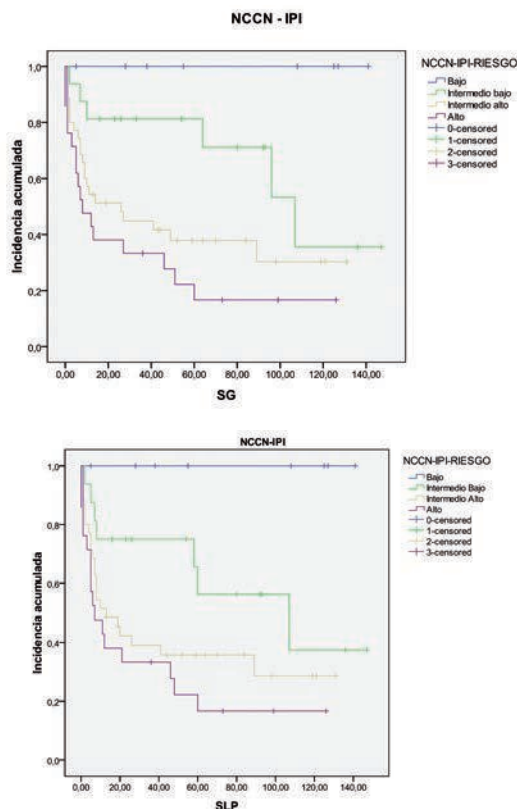 NCCN - IPI
NCCN-IPI-RIESGO
Bajo
Intermedio bajo
Intermedio alto
Alto
0-censored
1-censored
2-censored
3-censored
Incidencia acumulada
1,0
0,8
0,6
0,4
0,2
0,0
0,00 20,00 40,00 60,00 80,00 100,00 120,00 140,00
SG
NCCN-IPI
NCCN-IPI-RIESGO
Bajo
Intermedio Bajo
Intermedio Alto
Alto
0-censored
1-censored
2-censored
3-censored
Incidencia acumulada
1,0
0,8
0,6
0,4
0,2
0,0
0,00 20,00 40,00 60,00 80,00 100,00 120,00 140,00
SLP